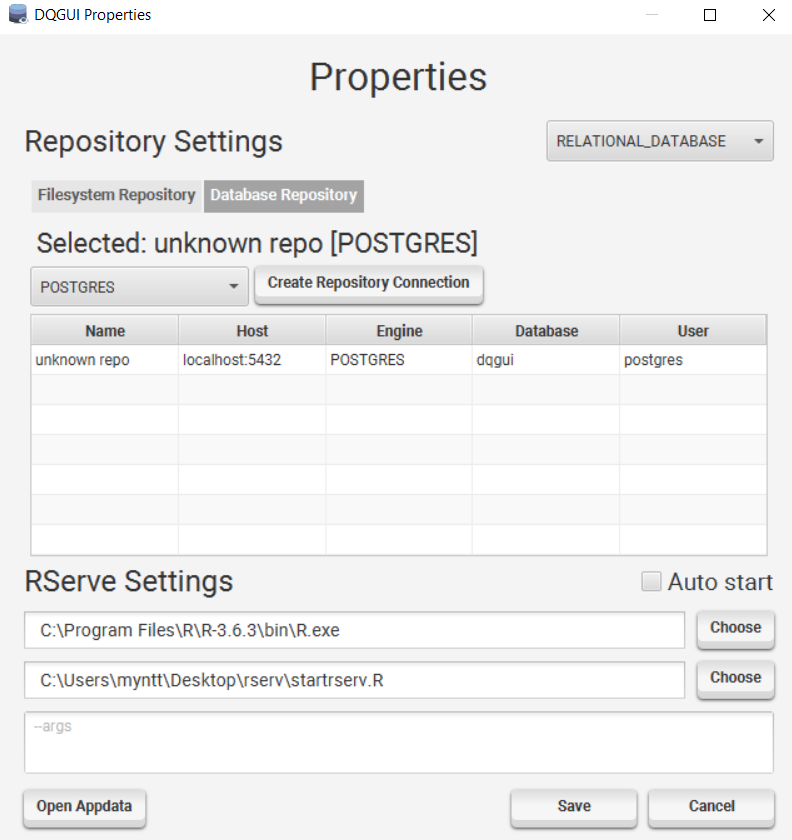 DQGUI Properties
Properties
Repository Settings
RELATIONAL_DATABASE
Filesystem Repository Database Repository
Selected: unknown repo [POSTGRES]
POSTGRES Create Repository Connection
Name Host Engine Database User
unknown repo localhost:5432 POSTGRES dqgui postgres
RServe Settings Auto start
C:\Program Files\R\R-3.6.3\bin\R.exe Choose
C:\Users\myntt\Desktop\rserv\startrserv.R Choose
--args
Open Appdata Save Cancel